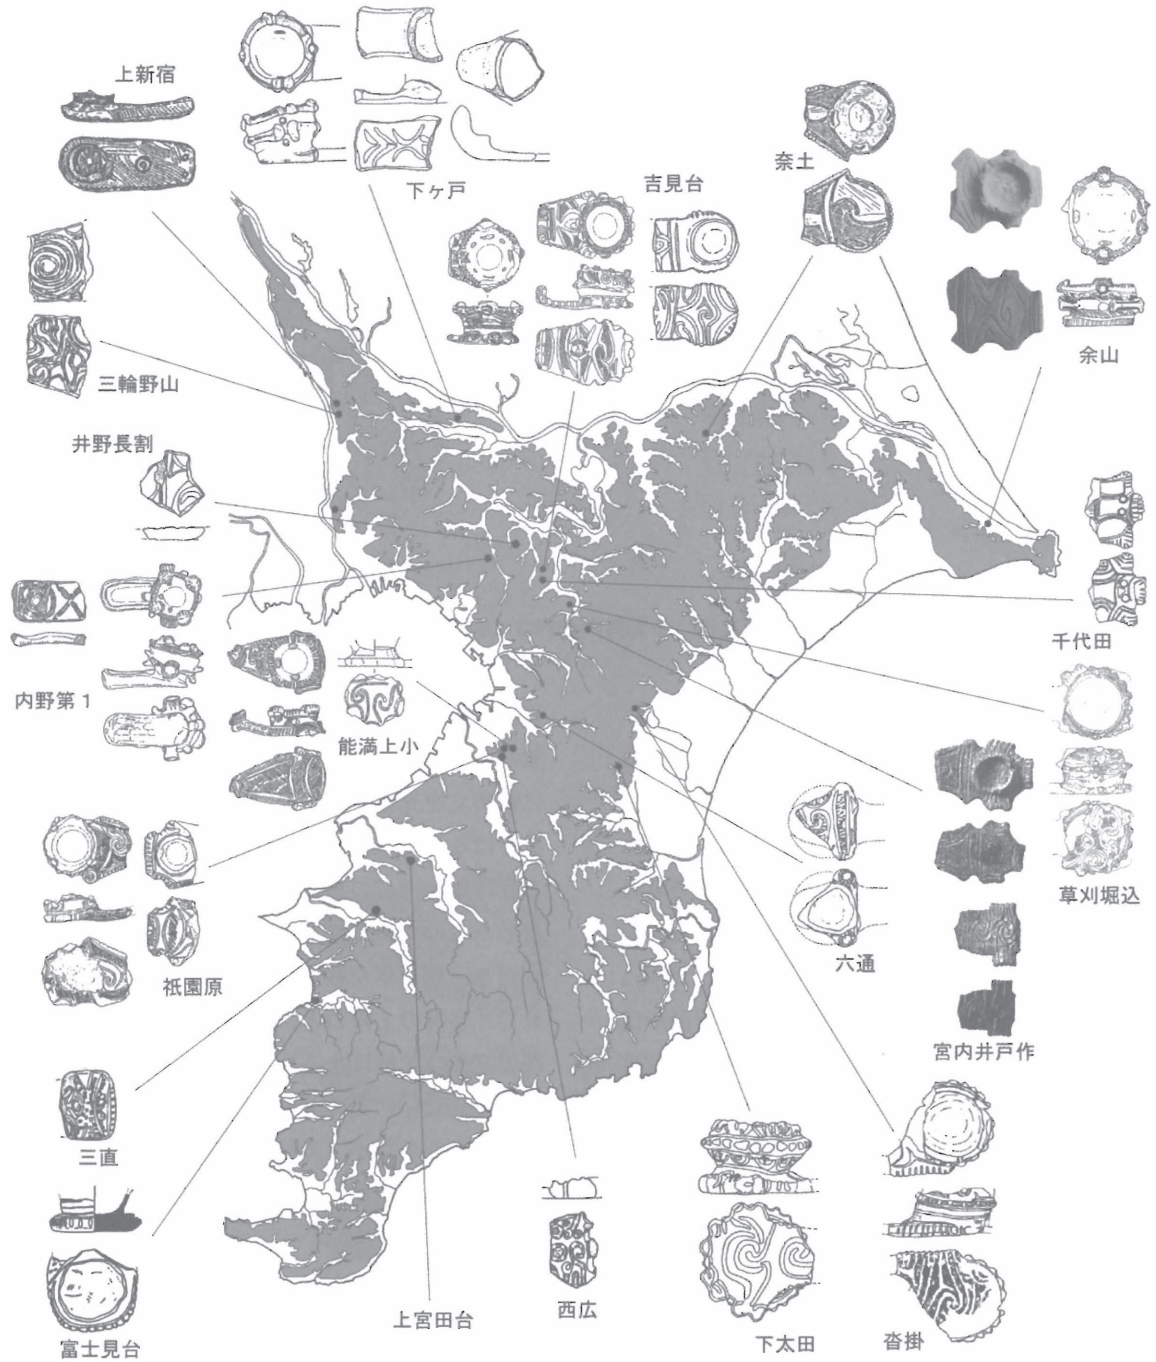 上新宿
下ヶ戸
奈土
吉見台
余山
三輪野山
井野長割
千代田
内野第1
能満上小
草刈堀込
六通
祇園原
宮内井戸作
三直
西広
上宮田台
下太田
沓掛
富士見台